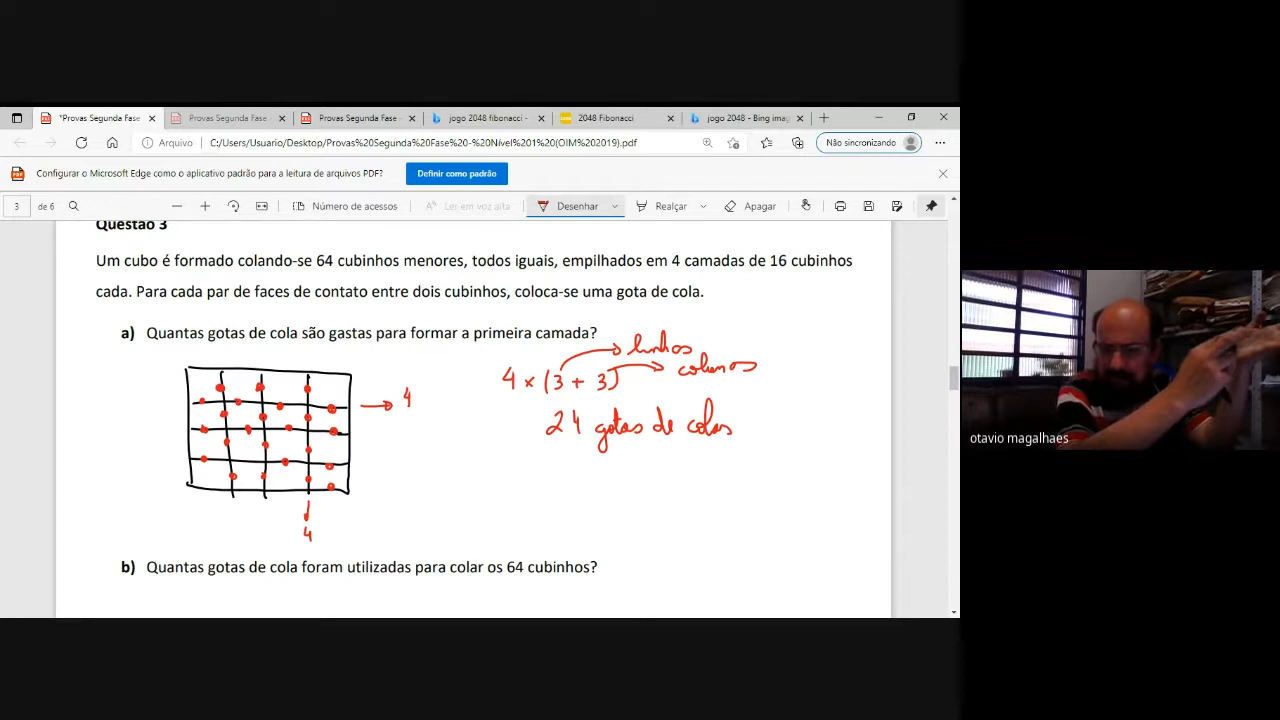 *Provas Segunda Fase
Provas Segunda Fase -
Provas Segunda Fase -
jogo 2048 fibonacci -
2048 Fibonacci
jogo 2048 - Bing imag
Arquivo
C:/Users/Usuario/Desktop/Provas%20Segunda%20Fase%20-%20Nível%201%20(OIM%202019).pdf
Não sincronizando
Configurar o Microsoft Edge como o aplicativo padrão para a leitura de arquivos PDF?
Definir como padrão
3
de 6
Número de acessos
Ler em voz alta
Desenhar
Realçar
Apagar
Questão 3
Um cubo é formado colando-se 64 cubinhos menores, todos iguais, empilhados em 4 camadas de 16 cubinhos
cada. Para cada par de faces de contato entre dois cubinhos, coloca-se uma gota de cola.
a) Quantas gotas de cola são gastas para formar a primeira camada?
linhas
colunas
4 × (3 + 3)
4
24 gotas de colas
4
b) Quantas gotas de cola foram utilizadas para colar os 64 cubinhos?
otavio magalhaes